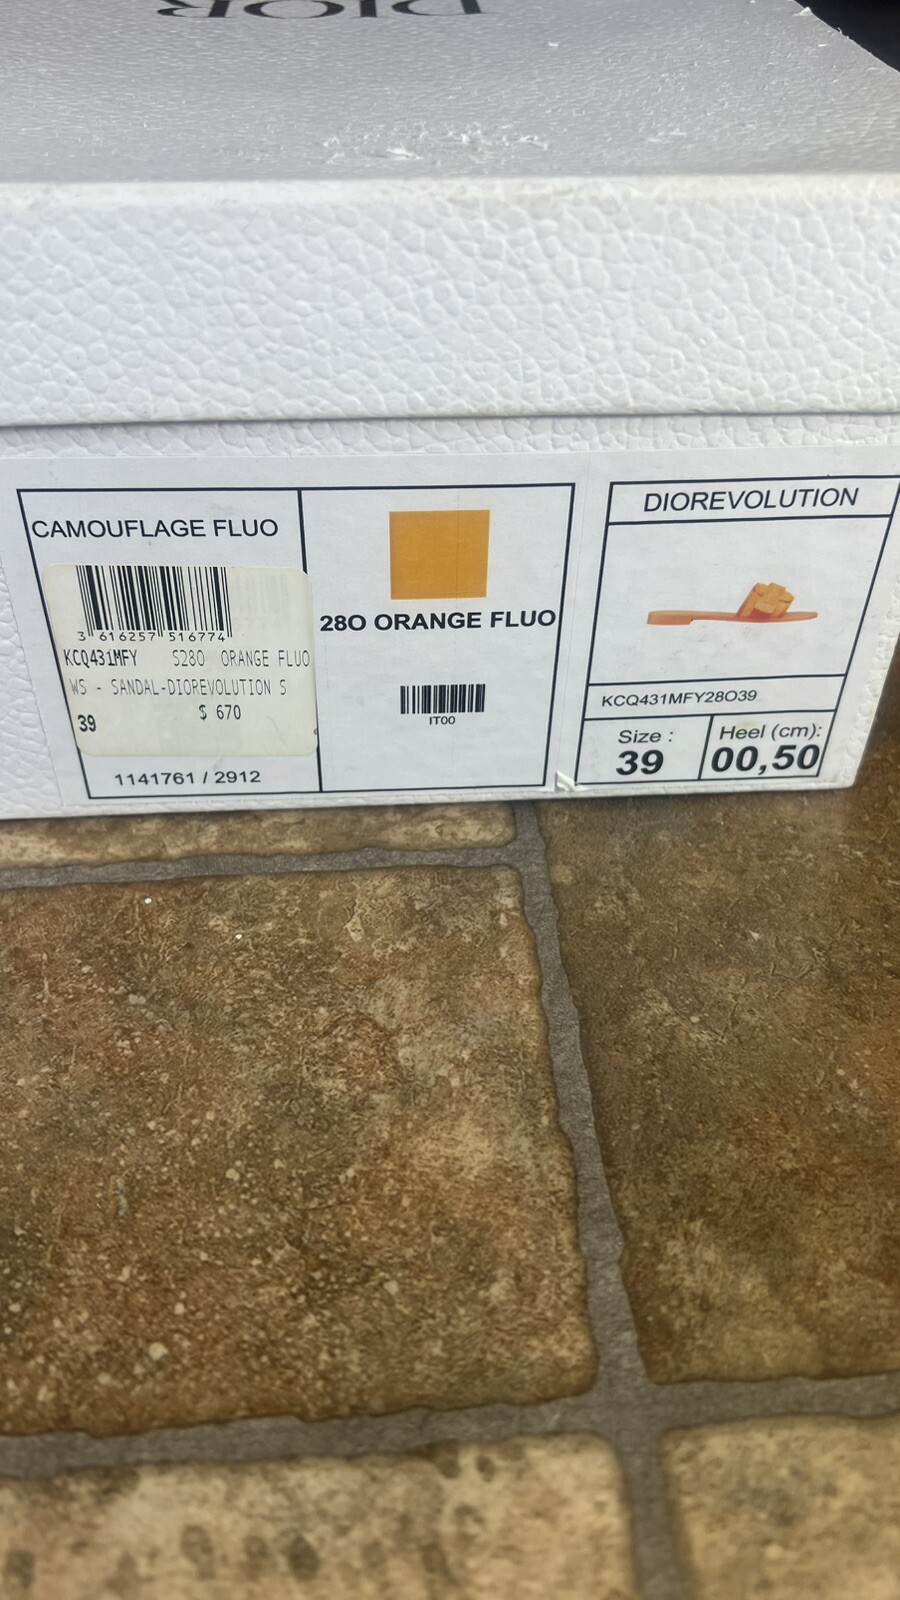 DIOR
CAMOUFLAGE FLUO
3 616257 516774
KCQ431MFY S280 ORANGE FLUO
WS - SANDAL-DIOREVOLUTION S
39 $ 670
1141761 / 2912
28O ORANGE FLUO
IT00
DIOREVOLUTION
KCQ431MFY28O39
Size : 39
Heel (cm): 00,50